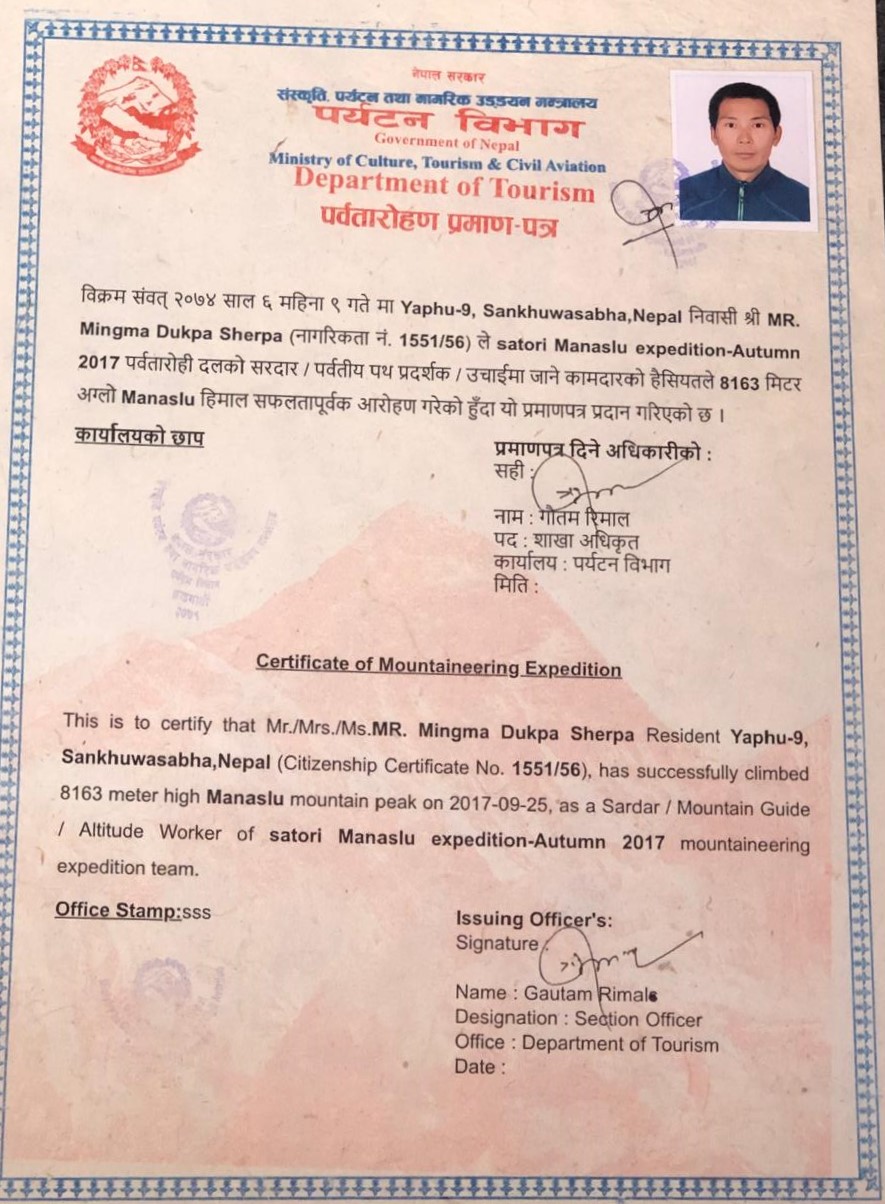 नेपाल सरकार
संस्कृति, पर्यटन तथा नागरिक उड्डयन मन्त्रालय
पर्यटन विभाग
Government of Nepal
Ministry of Culture, Tourism & Civil Aviation
Department of Tourism
पर्वतारोहण प्रमाण-पत्र
विक्रम संवत् २०७४ साल ६ महिना ९ गते मा Yaphu-9, Sankhuwasabha,Nepal निवासी श्री MR.
Mingma Dukpa Sherpa (नागरिकता नं. 1551/56) ले satori Manaslu expedition-Autumn
2017 पर्वतारोही दलको सरदार / पर्वतीय पथ प्रदर्शक / उचाईमा जाने कामदारको हैसियतले 8163 मिटर
अग्लो Manaslu हिमाल सफलतापूर्वक आरोहण गरेको हुँदा यो प्रमाणपत्र प्रदान गरिएको छ ।
कार्यालयको छाप
प्रमाणपत्र दिने अधिकारीको :
सही :
नाम : गौतम रिमाल
पद : शाखा अधिकृत
कार्यालय : पर्यटन विभाग
मिति :
Certificate of Mountaineering Expedition
This is to certify that Mr./Mrs./Ms.MR. Mingma Dukpa Sherpa Resident Yaphu-9,
Sankhuwasabha,Nepal (Citizenship Certificate No. 1551/56), has successfully climbed
8163 meter high Manaslu mountain peak on 2017-09-25, as a Sardar / Mountain Guide
/ Altitude Worker of satori Manaslu expedition-Autumn 2017 mountaineering
expedition team.
Office Stamp:sss
Issuing Officer's:
Signature :
Name : Gautam Rimal
Designation : Section Officer
Office : Department of Tourism
Date :